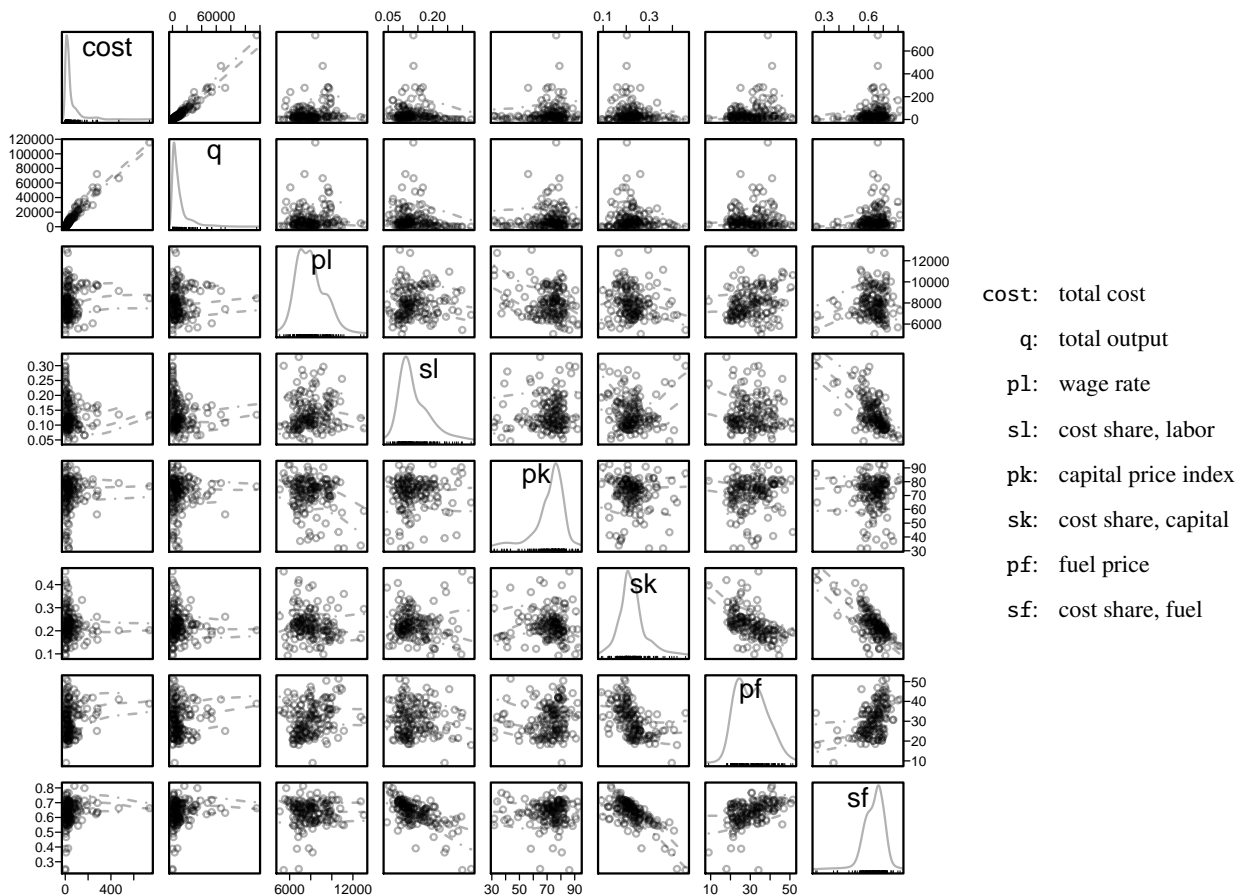 0 60000
0.05 0.20
0.1 0.3
0.3 0.6
cost
0 200 400 600
q
0 20000 40000 60000 80000 100000 120000
pl
6000 8000 10000 12000
sl
0.05 0.10 0.15 0.20 0.25 0.30
pk
30 40 50 60 70 80 90
sk
0.1 0.2 0.3 0.4
pf
10 20 30 40 50
sf
0.3 0.4 0.5 0.6 0.7 0.8
0 400
6000 12000
30 50 70 90
10 30 50
cost: total cost
q: total output
pl: wage rate
sl: cost share, labor
pk: capital price index
sk: cost share, capital
pf: fuel price
sf: cost share, fuel